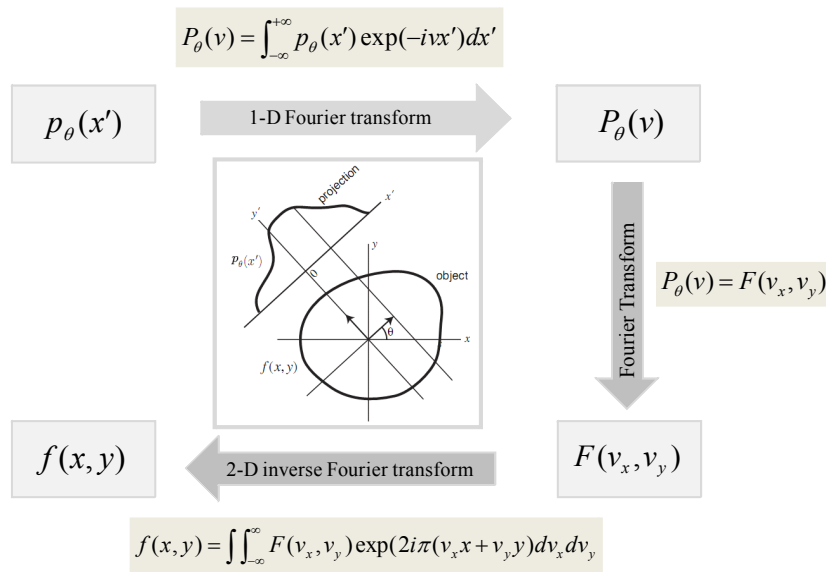 P_θ(v) = ∫_{-∞}^{+∞} p_θ(x′) exp(−ivx′)dx′
p_θ(x′)
1-D Fourier transform
P_θ(v)
projection
x′
y′
y
p_θ(x′)
0
object
θ
x
f(x,y)
Fourier Transform
P_θ(v) = F(v_x, v_y)
f(x, y)
2-D inverse Fourier transform
F(v_x, v_y)
f(x, y) = ∫∫_{-∞}^{∞} F(v_x, v_y) exp(2iπ(v_x x + v_y y)dv_x dv_y